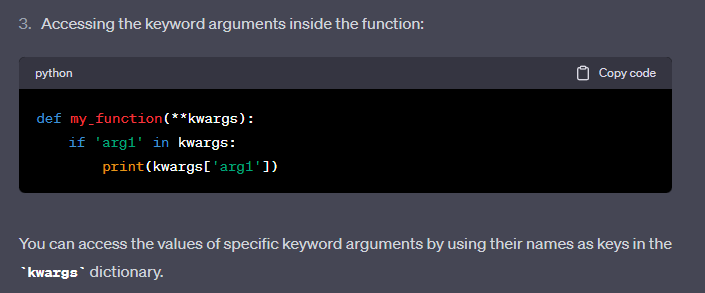 3. Accessing the keyword arguments inside the function:
python
Copy code
def my_function(**kwargs):
    if 'arg1' in kwargs:
        print(kwargs['arg1'])
You can access the values of specific keyword arguments by using their names as keys in the
`kwargs` dictionary.